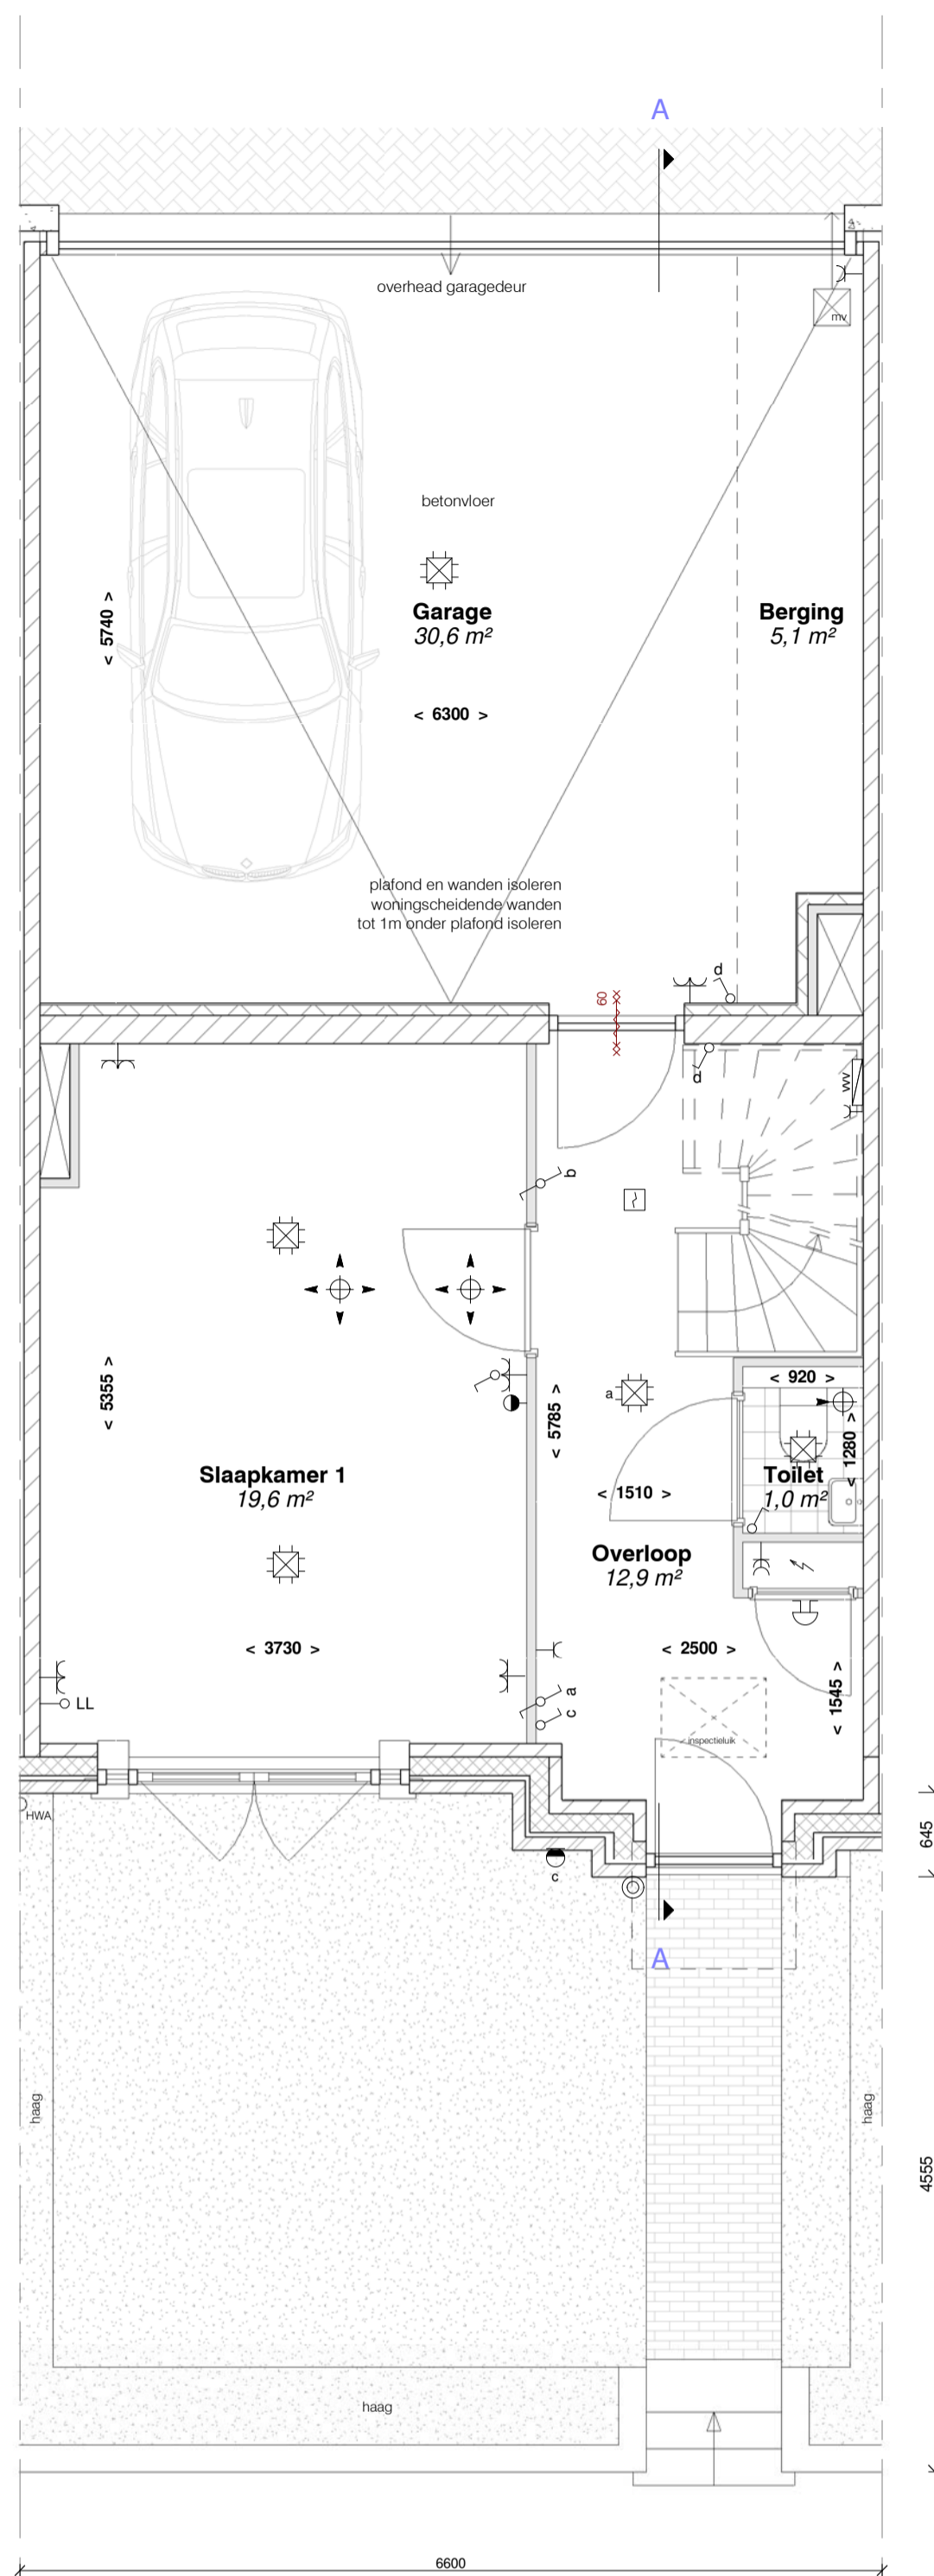 A
overhead garagedeur
mv
betonvloer
Garage
30,6 m²
Berging
5,1 m²
< 5740 >
< 6300 >
plafond en wanden isoleren
woningscheidende wanden
tot 1m onder plafond isoleren
60
d
d
wv
b
< 5355 >
< 5785 >
a
< 920 >
< 1280 >
Toilet
1,0 m²
Slaapkamer 1
19,6 m²
< 1510 >
Overloop
12,9 m²
< 3730 >
< 2500 >
< 1545 >
LL
a
c
inspectieluik
HWA
645
c
A
haag
haag
4555
haag
6600